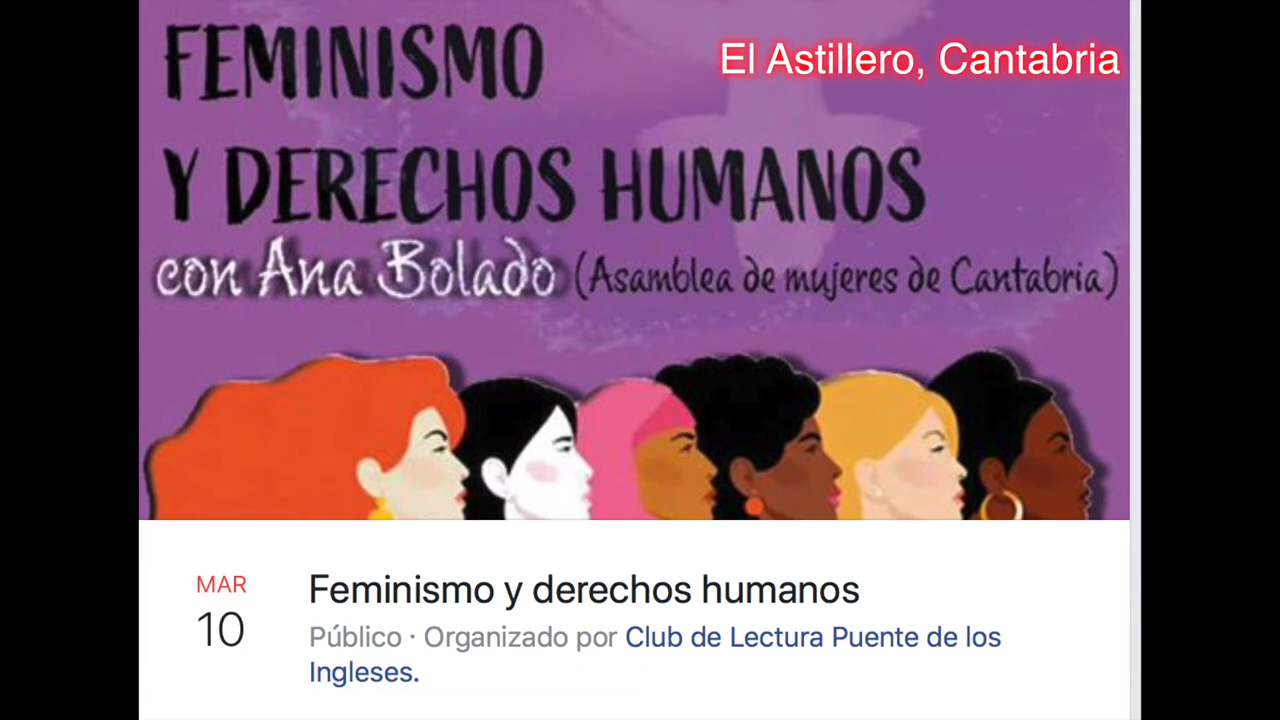 FEMINISMO
El Astillero, Cantabria
Y DERECHOS HUMANOS
con Ana Bolado (Asamblea de mujeres de Cantabria)
MAR
10
Feminismo y derechos humanos
Público · Organizado por Club de Lectura Puente de los
Ingleses.